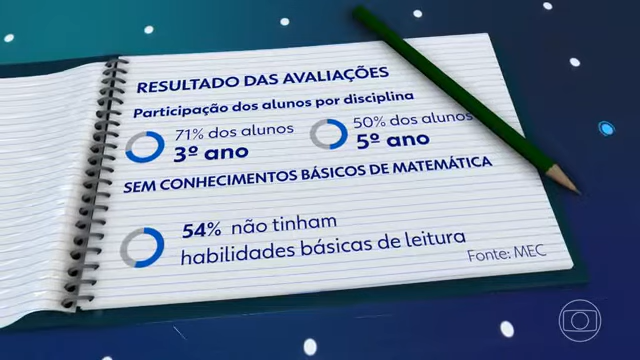 RESULTADO DAS AVALIAÇÕES
Participação dos alunos por disciplina
71% dos alunos
3º ano
50% dos alunos
5º ano
SEM CONHECIMENTOS BÁSICOS DE MATEMÁTICA
54% não tinham
habilidades básicas de leitura
Fonte: MEC